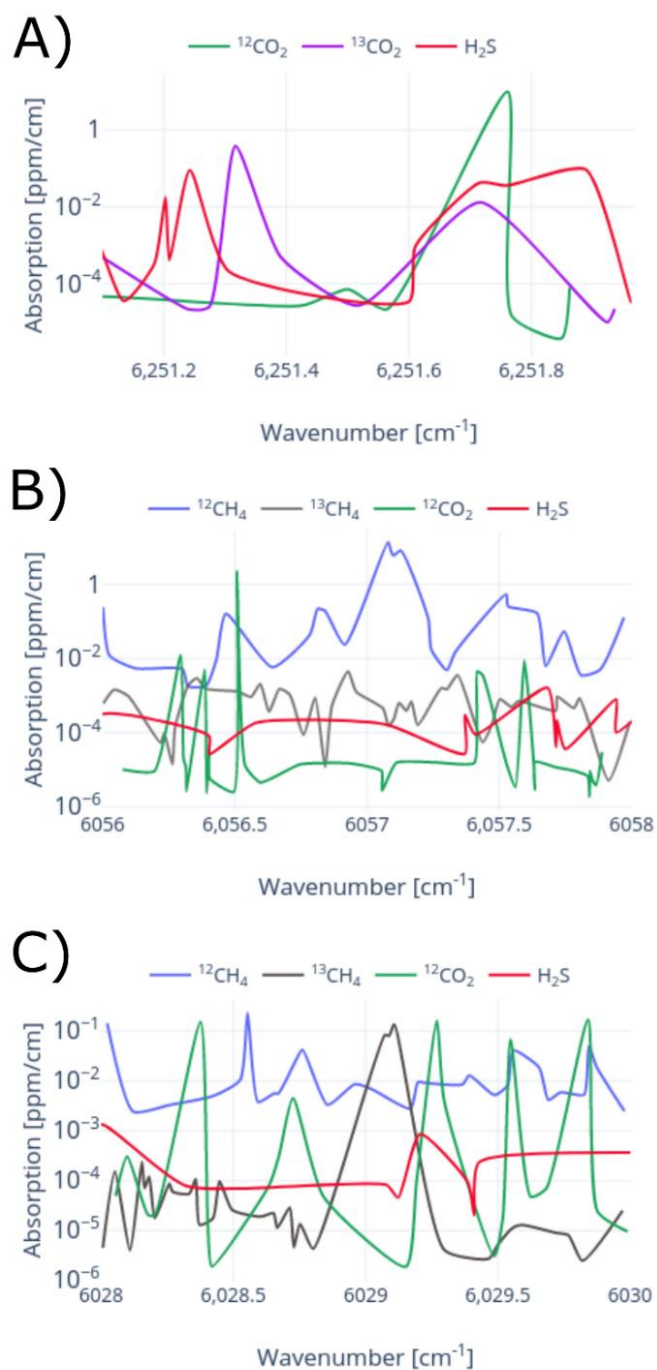 A)
¹²CO₂ ¹³CO₂ H₂S
Absorption [ppm/cm]
1
10⁻²
10⁻⁴
6,251.2 6,251.4 6,251.6 6,251.8
Wavenumber [cm⁻¹]
B)
¹²CH₄ ¹³CH₄ ¹²CO₂ H₂S
Absorption [ppm/cm]
1
10⁻²
10⁻⁴
10⁻⁶
6056 6,056.5 6057 6,057.5 6058
Wavenumber [cm⁻¹]
C)
¹²CH₄ ¹³CH₄ ¹²CO₂ H₂S
Absorption [ppm/cm]
10⁻¹
10⁻²
10⁻³
10⁻⁴
10⁻⁵
10⁻⁶
6028 6,028.5 6029 6,029.5 6030
Wavenumber [cm⁻¹]